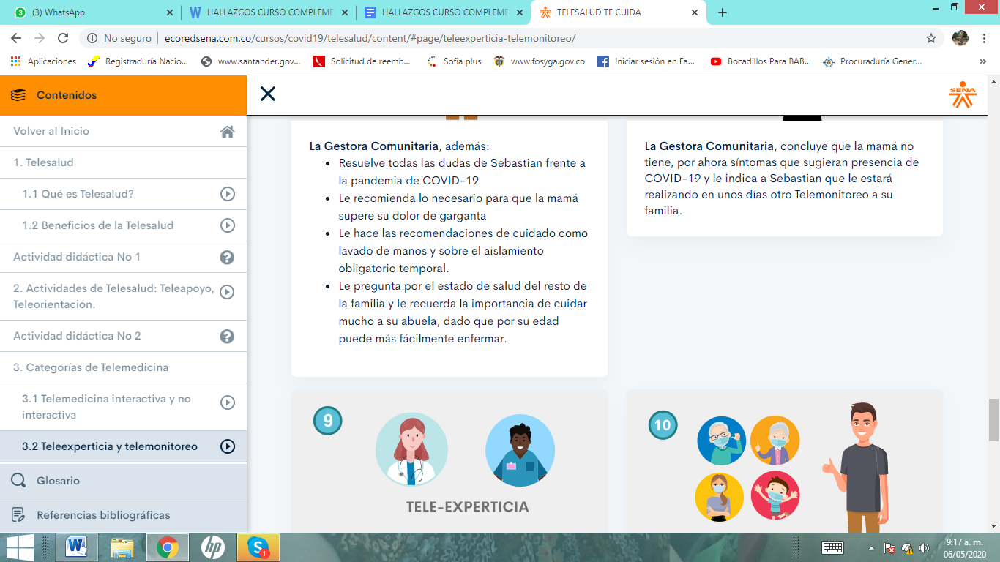 (3) WhatsApp
HALLAZGOS CURSO COMPLEME
HALLAZGOS CURSO COMPLEME
TELESALUD TE CUIDA
No seguro
ecoredsena.com.co/cursos/covid19/telesalud/content/#page/teleexperticia-telemonitoreo/
Aplicaciones
Registraduría Nacio...
www.santander.gov...
Solicitud de reemb...
Sofia plus
www.fosyga.gov.co
Iniciar sesión en Fa...
Bocadillos Para BAB...
Procuraduría Gener...
»
Contenidos
SENA
Volver al Inicio
1. Telesalud
1.1 Qué es Telesalud?
1.2 Beneficios de la Telesalud
Actividad didáctica No 1
2. Actividades de Telesalud: Teleapoyo,
Teleorientación.
Actividad didáctica No 2
3. Categorías de Telemedicina
3.1 Telemedicina interactiva y no
interactiva
3.2 Teleexperticia y telemonitoreo
Glosario
Referencias bibliográficas
La Gestora Comunitaria, además:
• Resuelve todas las dudas de Sebastian frente a
la pandemia de COVID-19
• Le recomienda lo necesario para que la mamá
supere su dolor de garganta
• Le hace las recomendaciones de cuidado como
lavado de manos y sobre el aislamiento
obligatorio temporal.
• Le pregunta por el estado de salud del resto de
la familia y le recuerda la importancia de cuidar
mucho a su abuela, dado que por su edad
puede más fácilmente enfermar.
La Gestora Comunitaria, concluye que la mamá no
tiene, por ahora síntomas que sugieran presencia de
COVID-19 y le indica a Sebastian que le estará
realizando en unos días otro Telemonitoreo a su
familia.
9
TELE-EXPERTICIA
10
9:17 a. m.
06/05/2020